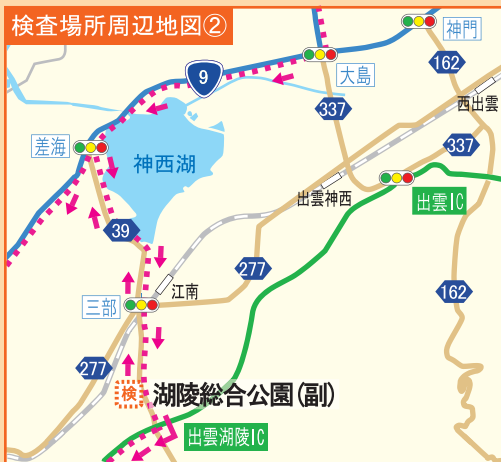 検査場所周辺地図②
神門
9
大島
162
337
西出雲
差海
神西湖
337
出雲神西
出雲IC
39
277
江南
三部
162
277
検
湖陵総合公園(副)
出雲湖陵IC